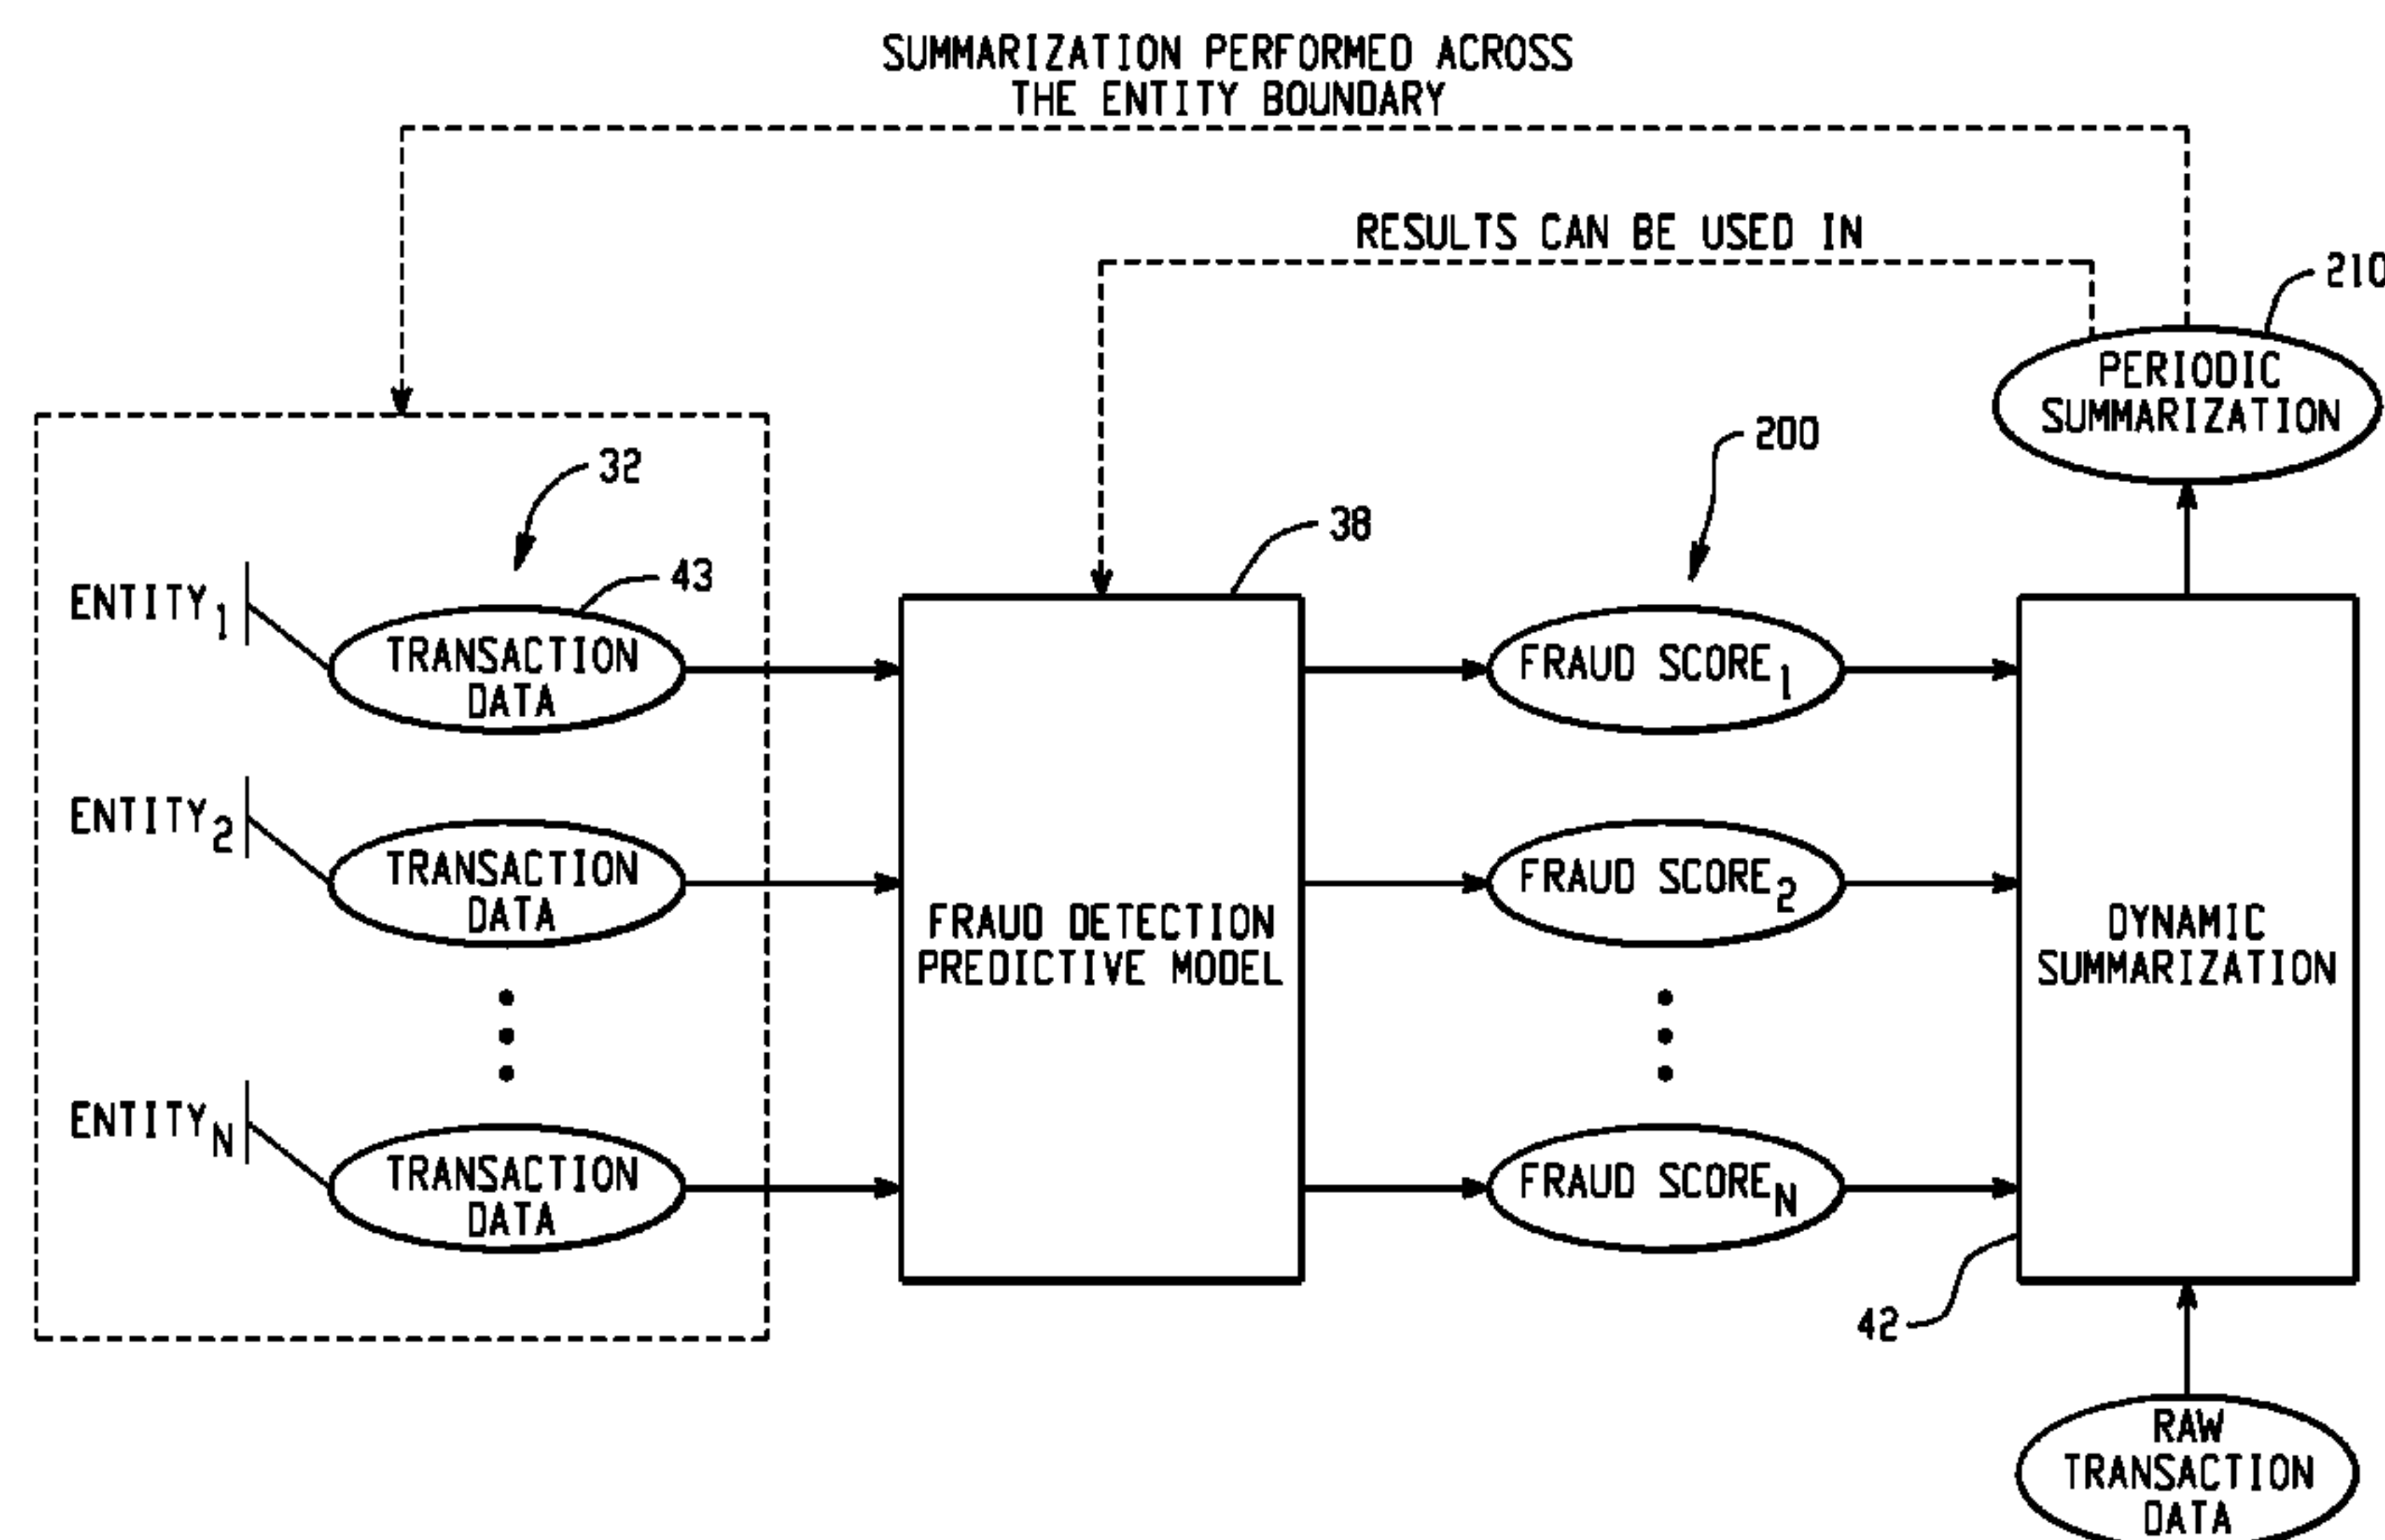 SUMMARIZATION PERFORMED ACROSS
THE ENTITY BOUNDARY
RESULTS CAN BE USED IN
210
PERIODIC
SUMMARIZATION
200
32
38
43
ENTITY1
TRANSACTION
DATA
FRAUD SCORE1
ENTITY2
TRANSACTION
DATA
FRAUD SCORE2
FRAUD DETECTION
PREDICTIVE MODEL
DYNAMIC
SUMMARIZATION
ENTITYN
TRANSACTION
DATA
FRAUD SCOREN
42
RAW
TRANSACTION
DATA